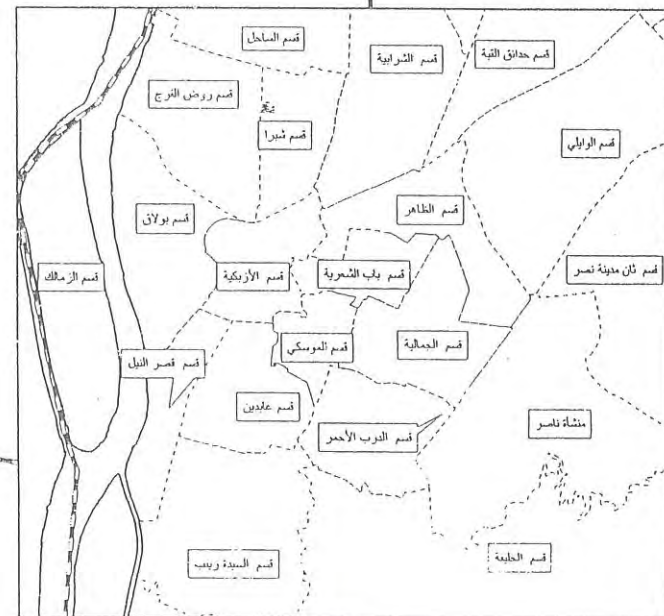 قسم الساحل
قسم الشرابية
قسم حدائق القبة
قسم روض الفرج
قسم شبرا
قسم الوايلي
قسم الظاهر
قسم بولاق
قسم الزمالك
قسم الأزبكية
قسم باب الشعرية
قسم ثان مدينة نصر
قسم قصر النيل
قسم الموسكي
قسم الجمالية
قسم عابدين
قسم الدرب الأحمر
منشأة ناصر
قسم السيدة زينب
قسم الخليفة